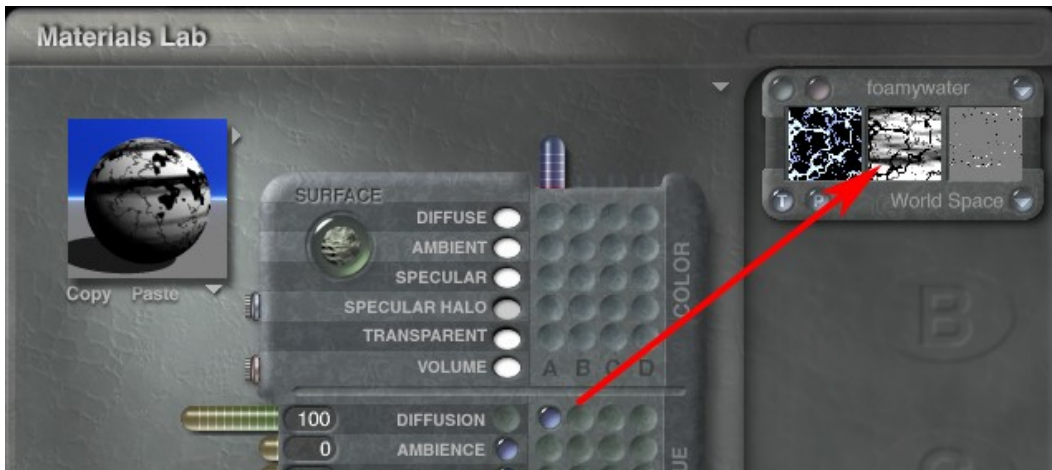 Materials Lab
foamywater
T P World Space
Copy Paste
SURFACE
DIFFUSE
AMBIENT
SPECULAR
SPECULAR HALO
TRANSPARENT
VOLUME
A B C D
COLOR
B
100 DIFFUSION
0 AMBIENCE
UE